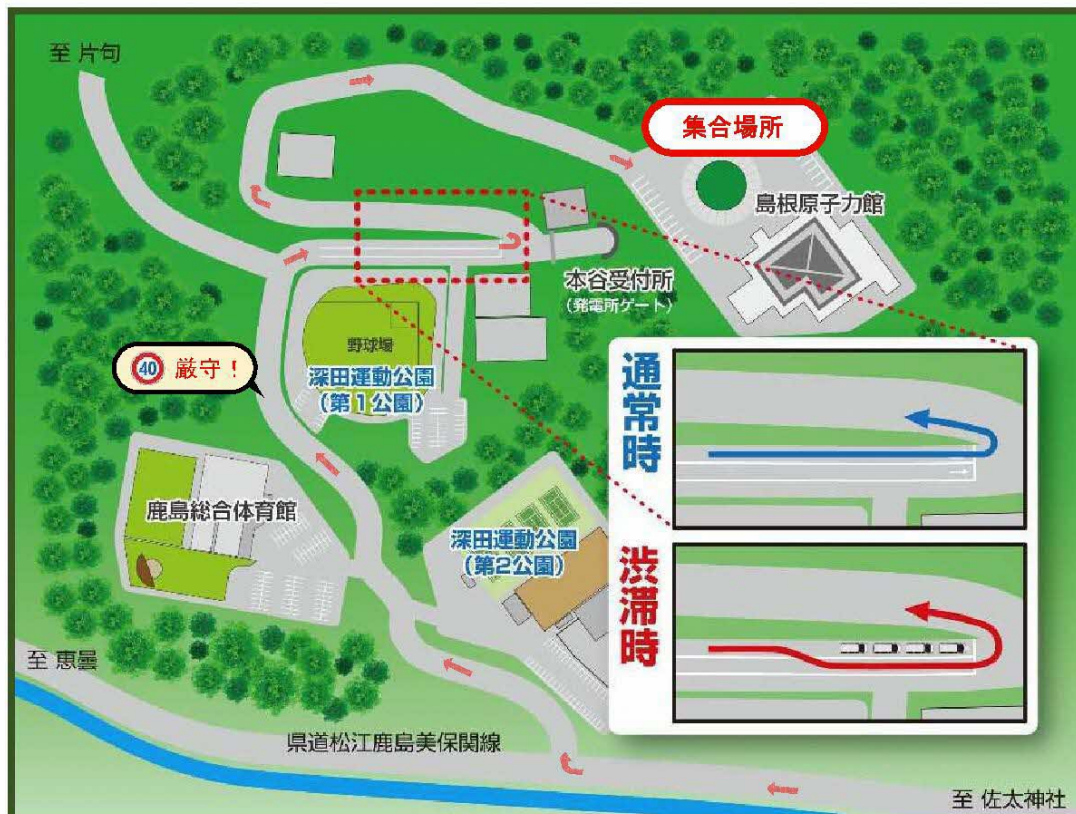 至 片句
集合場所
島根原子力館
本谷受付所
(発電所ゲート)
野球場
深田運動公園
(第1公園)
40 厳守!
通常時
鹿島総合体育館
深田運動公園
(第2公園)
渋滞時
至 恵曇
県道松江鹿島美保関線
至 佐太神社